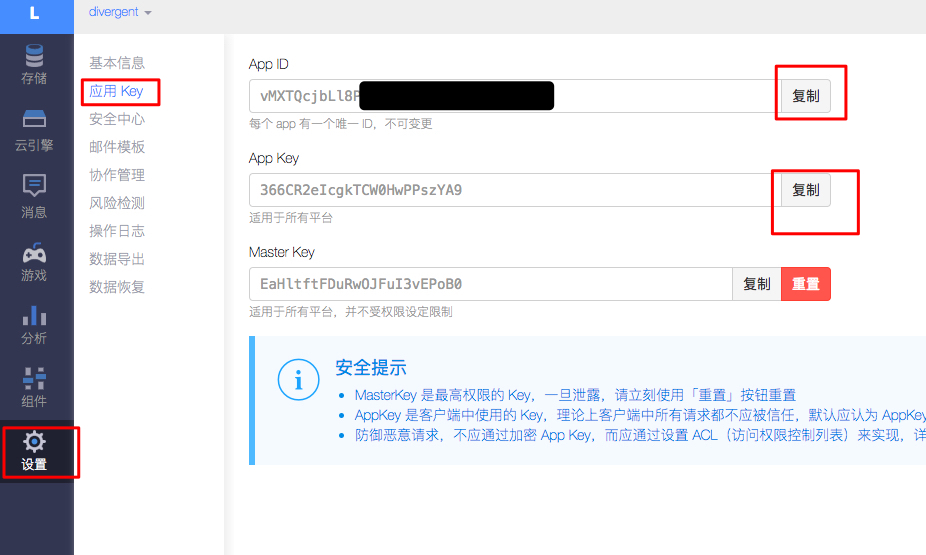 L
divergent
存储
云引擎
消息
游戏
分析
组件
设置
基本信息
应用 Key
安全中心
邮件模板
协作管理
风险检测
操作日志
数据导出
数据恢复
App ID
vMXTQcjbLl8P
复制
每个 app 有一个唯一 ID，不可变更
App Key
366CR2eIcgkTCW0HwPPszYA9
复制
适用于所有平台
Master Key
EaHltftFDuRwOJFuI3vEPoB0
复制
重置
适用于所有平台，并不受权限设定限制
安全提示
MasterKey 是最高权限的 Key，一旦泄露，请立刻使用「重置」按钮重置
AppKey 是客户端中使用的 Key，理论上客户端中所有请求都不应被信任，默认应认为 AppKey
防御恶意请求，不应通过加密 App Key，而应通过设置 ACL（访问权限控制列表）来实现，详